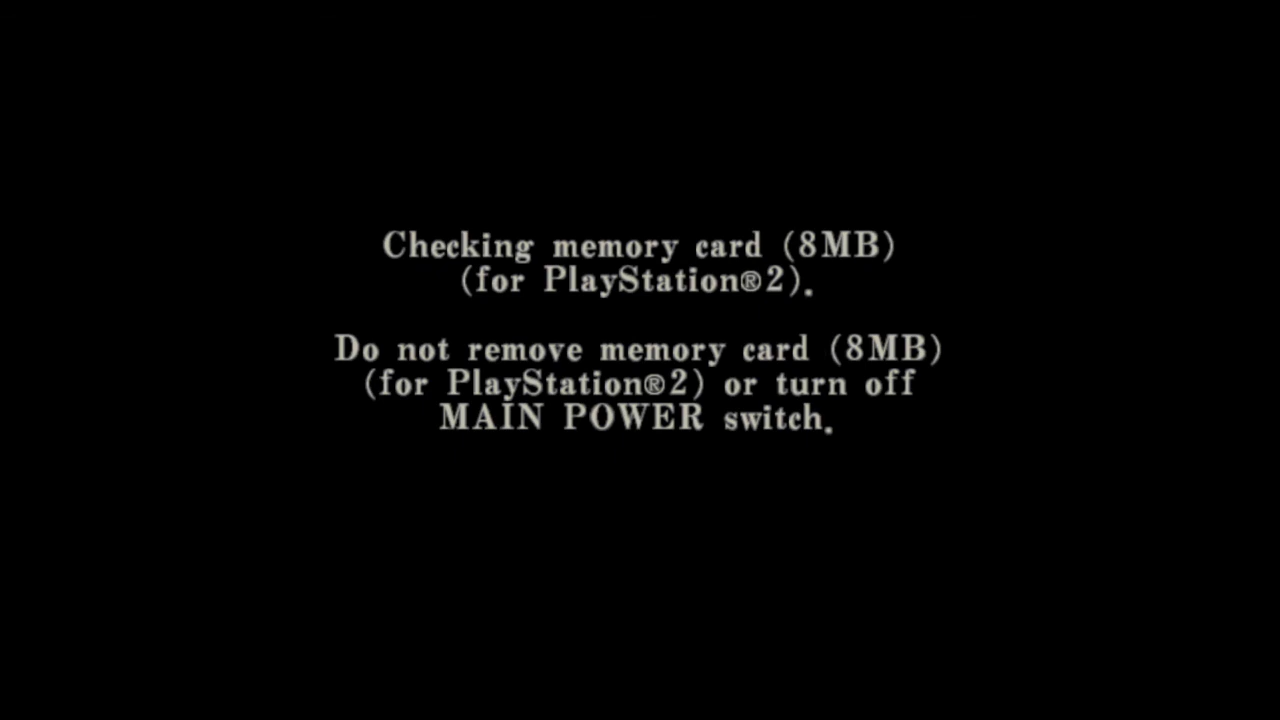 Checking memory card (8MB)
(for PlayStation®2).
Do not remove memory card (8MB)
(for PlayStation®2) or turn off
MAIN POWER switch.